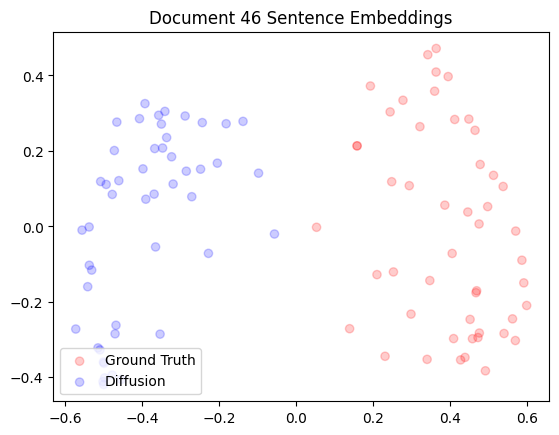 Document 46 Sentence Embeddings
0.4
0.2
0.0
−0.2
−0.4
Ground Truth
Diffusion
−0.6 −0.4 −0.2 0.0 0.2 0.4 0.6